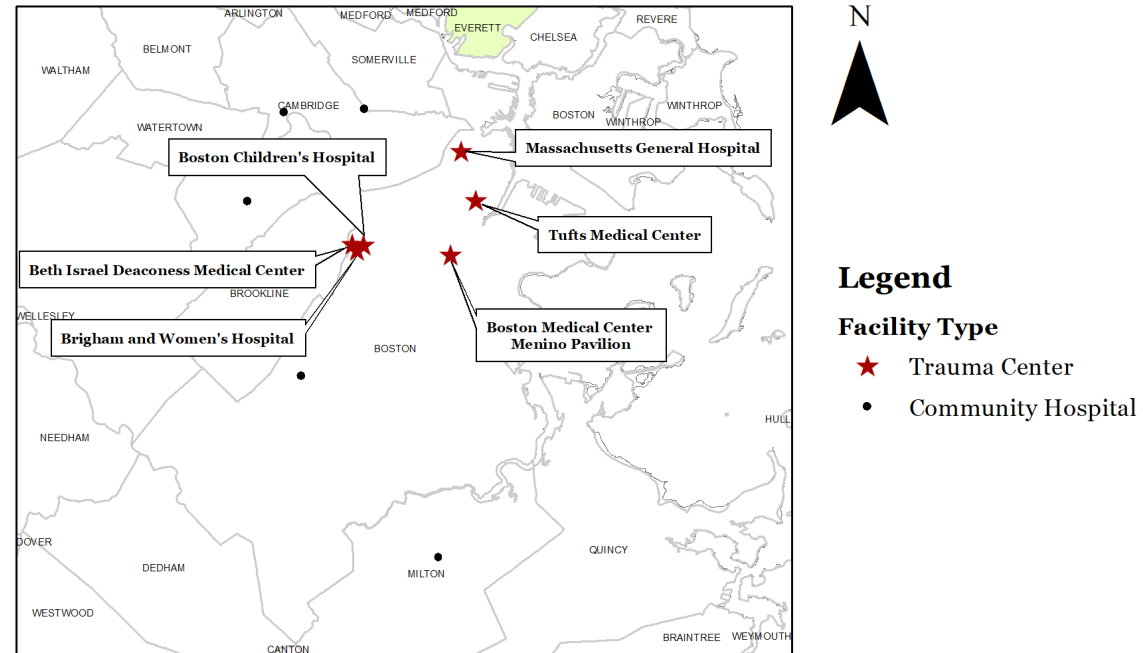 ARLINGTON
MEDFORD
MEDFORD
REVERE
N
EVERETT
CHELSEA
BELMONT
SOMERVILLE
WALTHAM
CAMBRIDGE
WINTHROP
BOSTON
WINTHROP
WATERTOWN
Boston Children's Hospital
Massachusetts General Hospital
Tufts Medical Center
Beth Israel Deaconess Medical Center
BROOKLINE
WELLESLEY
Brigham and Women's Hospital
Boston Medical Center
Menino Pavilion
BOSTON
Legend
Facility Type
Trauma Center
Community Hospital
HULL
NEEDHAM
DOVER
QUINCY
DEDHAM
MILTON
WESTWOOD
BRAINTREE
WEYMOUTH
CANTON